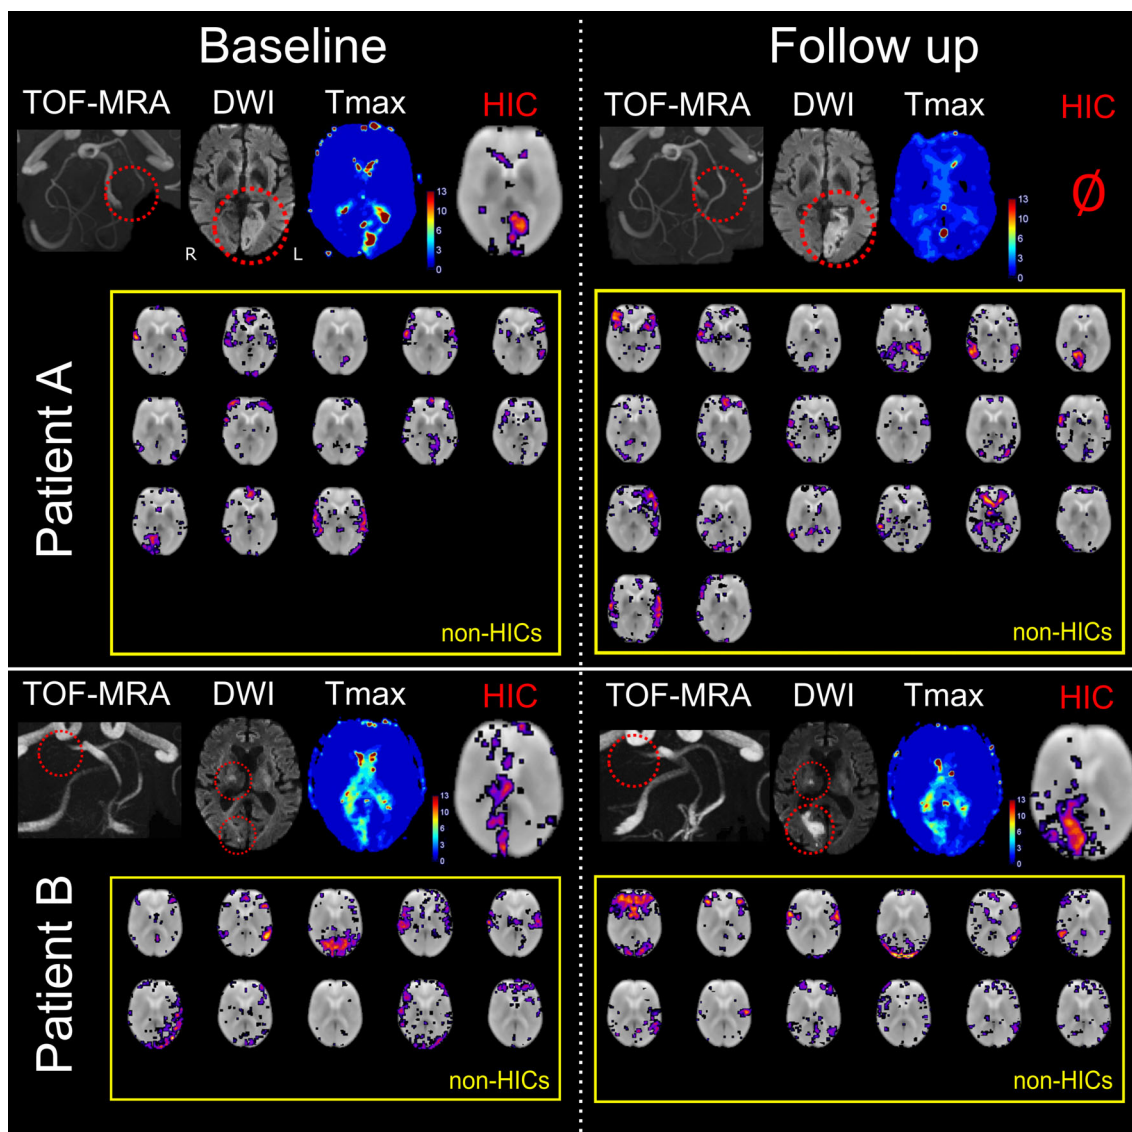 Baseline
Follow up
TOF-MRA DWI Tmax HIC
TOF-MRA DWI Tmax HIC
R L
13
10
6
3
0
Ø
13
10
6
3
0
Patient A
non-HICs
non-HICs
TOF-MRA DWI Tmax HIC
TOF-MRA DWI Tmax HIC
13
10
6
3
0
13
10
6
3
0
Patient B
non-HICs
non-HICs